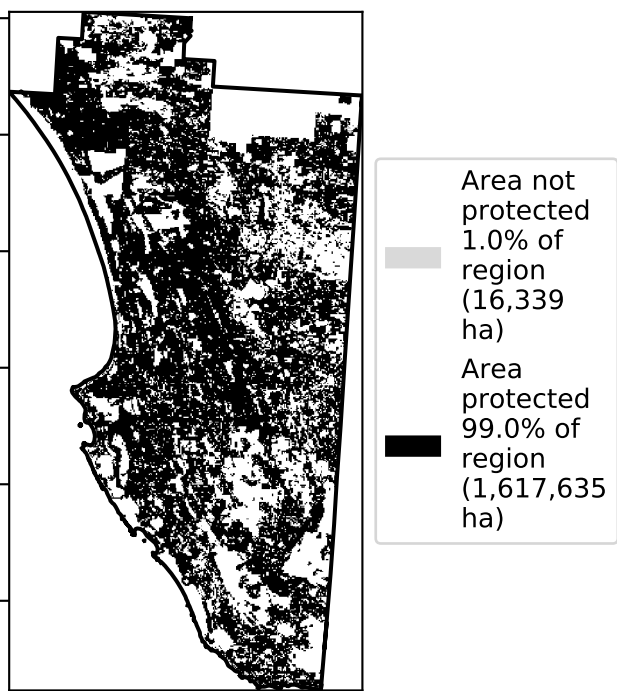 Area not
protected
1.0% of
region
(16,339
ha)
Area
protected
99.0% of
region
(1,617,635
ha)